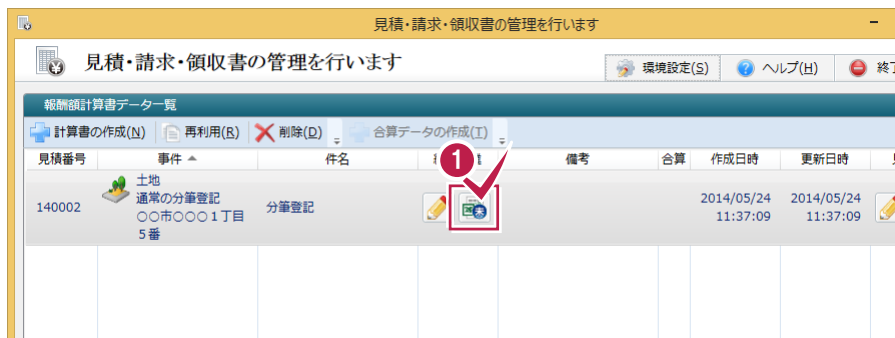 見積・請求・領収書の管理を行います
見積・請求・領収書の管理を行います
環境設定(S) ヘルプ(H)
報酬額計算書データ一覧
計算書の作成(N) 再利用(R) 削除(D) 合算データの作成(T)
見積番号 事件 件名 備考 合算 作成日時 更新日時
1
土地
通常の分筆登記
〇〇市〇〇〇1丁目
5番
140002
分筆登記
未
2014/05/24
11:37:09
2014/05/24
11:37:09